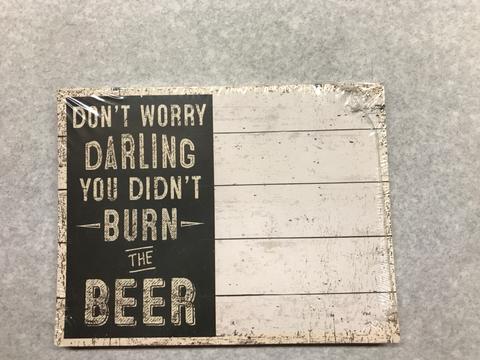 DON'T WORRY
DARLING
YOU DIDN'T
BURN
THE
BEER